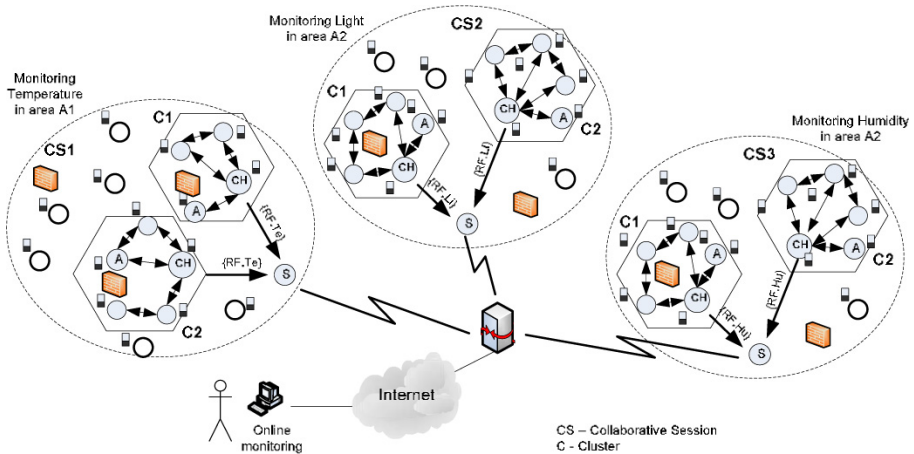 Monitoring Light
in area A2
CS2
C1
A
CH
CH
A
C2
{RF.Li}
{RF.Li}
S
Monitoring
Temperature
in area A1
CS1
C1
CH
A
{RF.Te}
A
CH
{RF.Te}
S
C2
Monitoring Humidity
in area A2
CS3
C1
A
CH
CH
A
C2
{RF.Hu}
{RF.Hu}
S
Internet
Online
monitoring
CS – Collaborative Session
C - Cluster